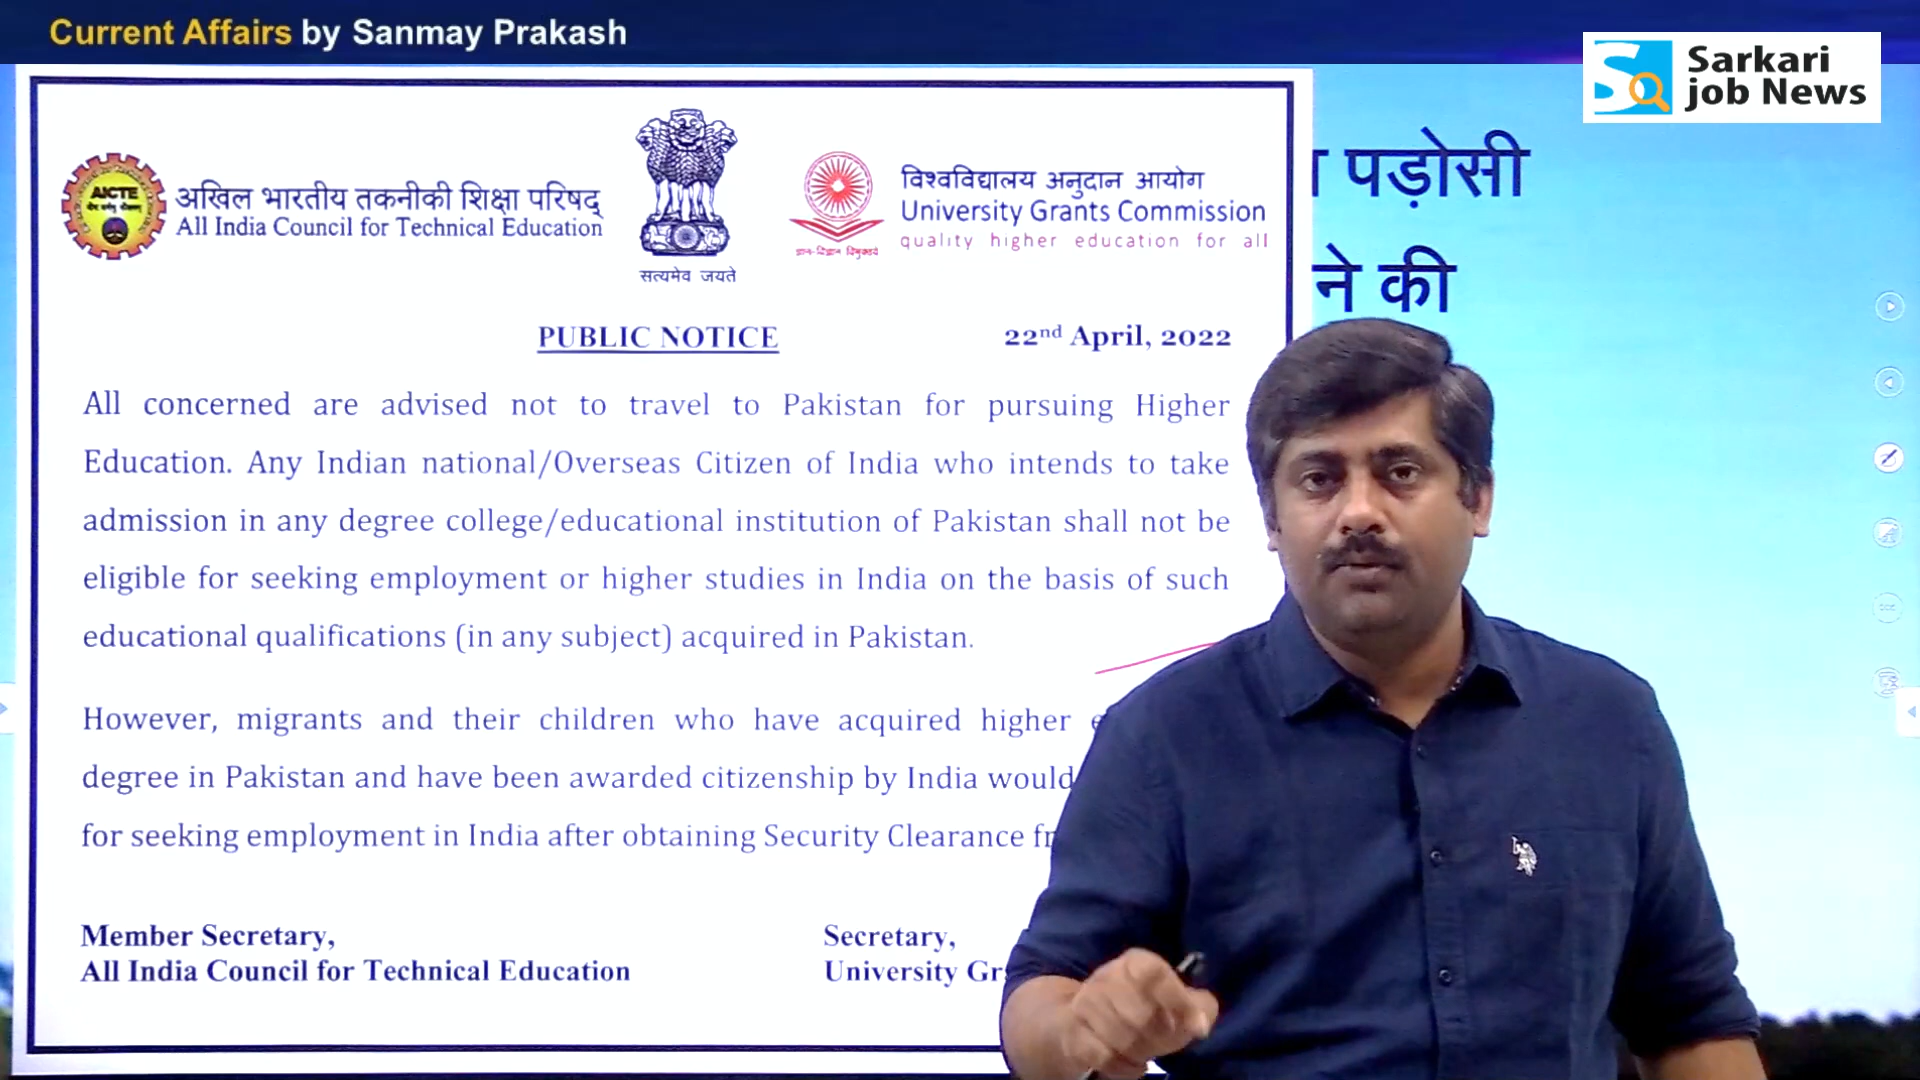 Current Affairs by Sanmay Prakash
Sarkari
job News
पड़ोसी
ने की
AICTE
अखिल भारतीय तकनीकी शिक्षा परिषद्
All India Council for Technical Education
सत्यमेव जयते
ज्ञान-विज्ञान विमुक्तये
विश्वविद्यालय अनुदान आयोग
University Grants Commission
quality higher education for all
PUBLIC NOTICE
22nd April, 2022
All concerned are advised not to travel to Pakistan for pursuing Higher
Education. Any Indian national/Overseas Citizen of India who intends to take
admission in any degree college/educational institution of Pakistan shall not be
eligible for seeking employment or higher studies in India on the basis of such
educational qualifications (in any subject) acquired in Pakistan.
However, migrants and their children who have acquired higher
degree in Pakistan and have been awarded citizenship by India would
for seeking employment in India after obtaining Security Clearance
Member Secretary,
All India Council for Technical Education
Secretary,
University